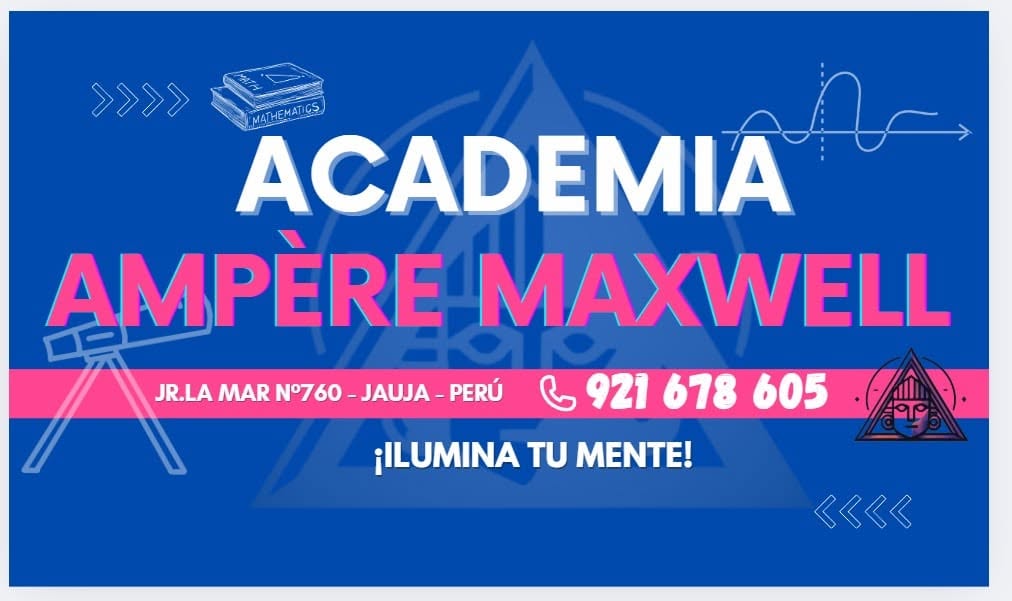 MATH
MATHEMATICS
ACADEMIA
AMPÈRE MAXWELL
JR.LA MAR Nº760 - JAUJA - PERÚ
921 678 605
¡ILUMINA TU MENTE!